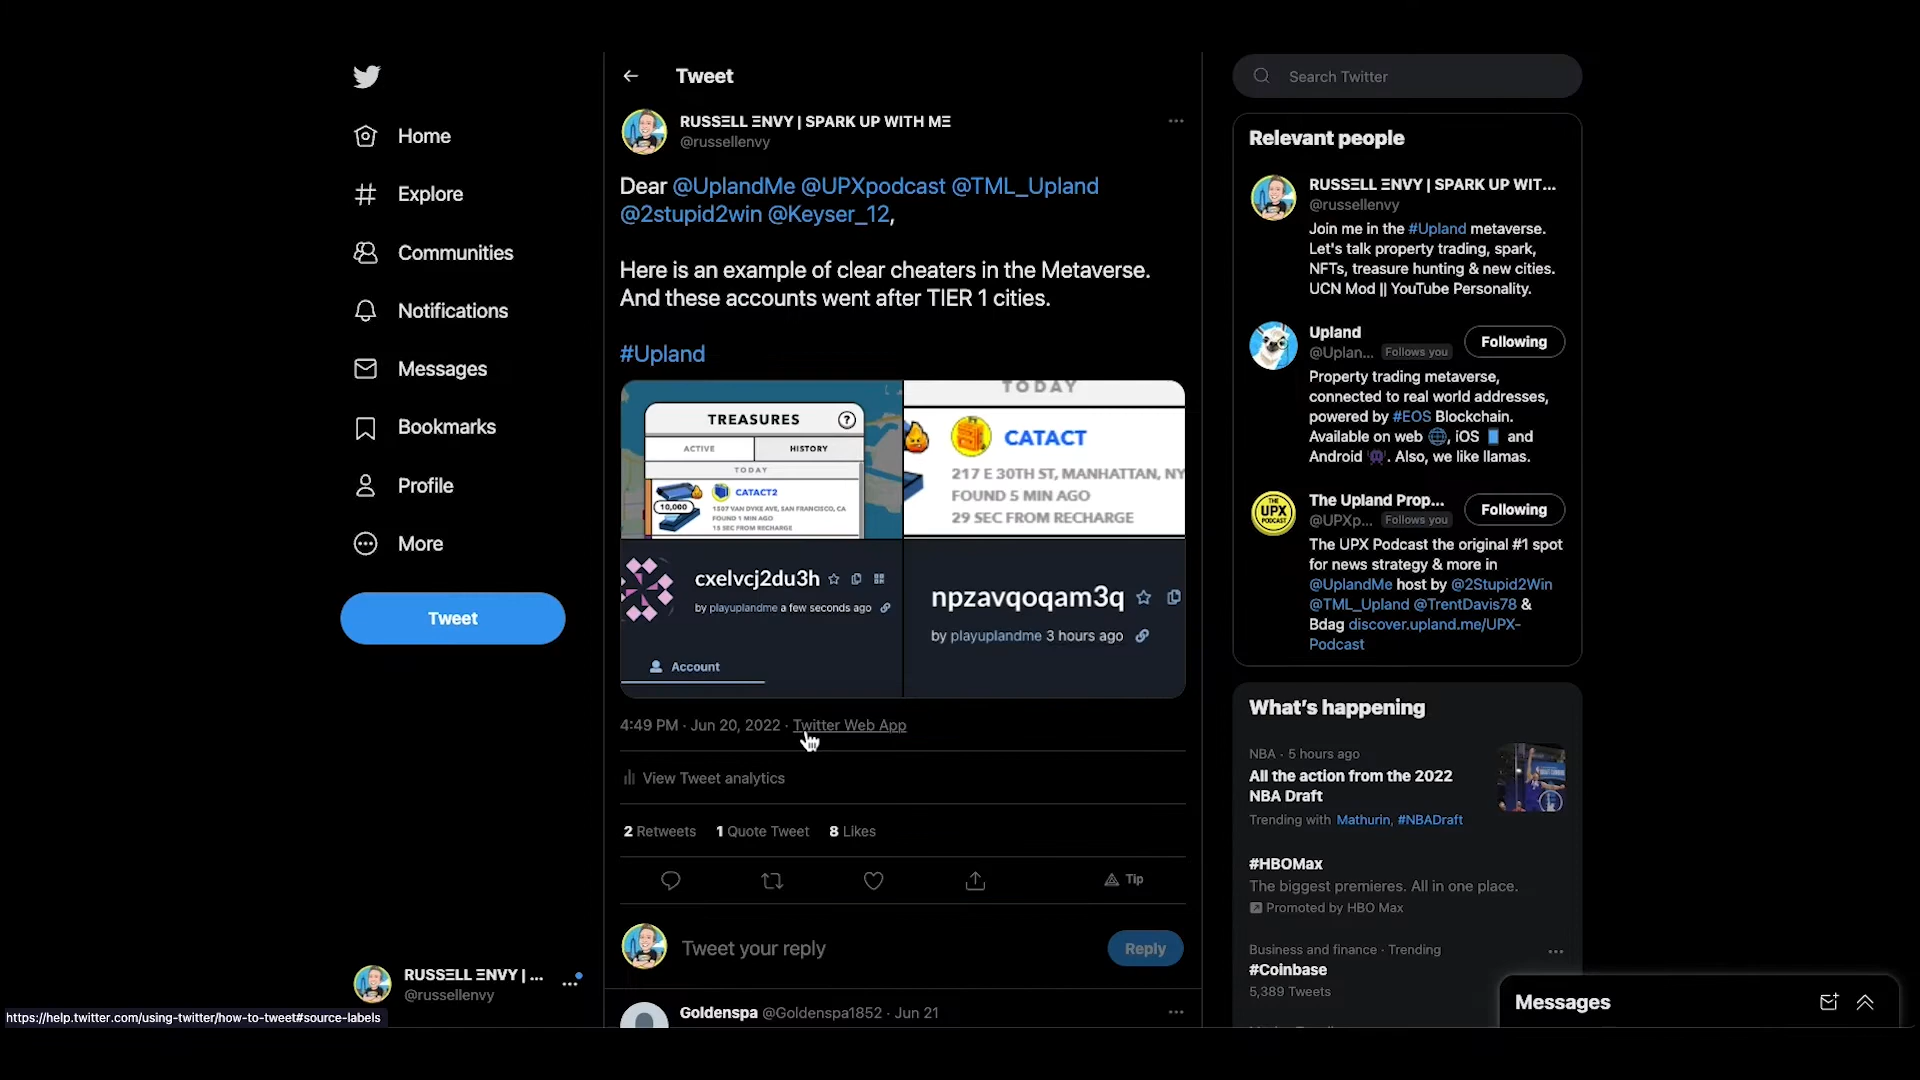 Home
Explore
Communities
Notifications
Messages
Bookmarks
Profile
More
Tweet
RUSSΞLL ΞNVY | ...
@russellenvy
https://help.twitter.com/using-twitter/how-to-tweet#source-labels
Tweet
RUSSΞLL ΞNVY | SPARK UP WITH MΞ
@russellenvy
Dear @UplandMe @UPXpodcast @TML_Upland
@2stupid2win @Keyser_12,
Here is an example of clear cheaters in the Metaverse.
And these accounts went after TIER 1 cities.
#Upland
TREASURES ?
ACTIVE HISTORY
TODAY
10,000
CATACT2
1507 VAN DYKE AVE, SAN FRANCISCO, CA
FOUND 1 MIN AGO
15 SEC FROM RECHARGE
TODAY
CATACT
217 E 30TH ST, MANHATTAN, NY
FOUND 5 MIN AGO
29 SEC FROM RECHARGE
cxelvcj2du3h
by playuplandme a few seconds ago
Account
npzavqoqam3q
by playuplandme 3 hours ago
4:49 PM · Jun 20, 2022 · Twitter Web App
View Tweet analytics
2 Retweets 1 Quote Tweet 8 Likes
Tip
Tweet your reply
Reply
Goldenspa @Goldenspa1852 · Jun 21
Search Twitter
Relevant people
RUSSΞLL ΞNVY | SPARK UP WIT...
@russellenvy
Join me in the #Upland metaverse.
Let's talk property trading, spark,
NFTs, treasure hunting & new cities.
UCN Mod || YouTube Personality.
Upland
@Uplan... Follows you
Following
Property trading metaverse,
connected to real world addresses,
powered by #EOS Blockchain.
Available on web 🌐, iOS 📱 and
Android 👾. Also, we like llamas.
THE UPX PODCAST
The Upland Prop...
@UPXp... Follows you
Following
The UPX Podcast the original #1 spot
for news strategy & more in
@UplandMe host by @2Stupid2Win
@TML_Upland @TrentDavis78 &
Bdag discover.upland.me/UPX-
Podcast
What's happening
NBA · 5 hours ago
All the action from the 2022
NBA Draft
Trending with Mathurin, #NBADraft
#HBOMax
The biggest premieres. All in one place.
Promoted by HBO Max
Business and finance · Trending
#Coinbase
5,389 Tweets
Messages